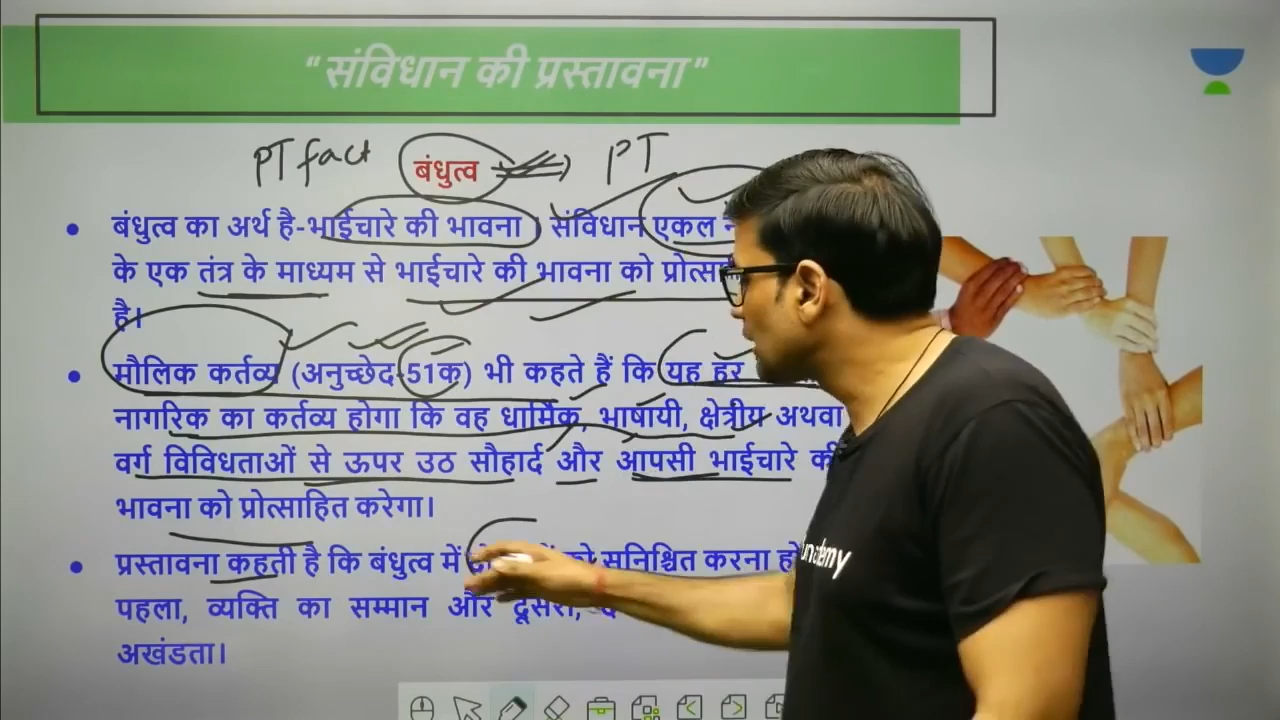 “संविधान की प्रस्तावना”
PT fact बंधुत्व PT
बंधुत्व का अर्थ है-भाईचारे की भावना । संविधान एकल
के एक तंत्र के माध्यम से भाईचारे की भावना को
है।
मौलिक कर्तव्य (अनुच्छेद-51क) भी कहते हैं कि यह हर
नागरिक का कर्तव्य होगा कि वह धार्मिक, भाषायी, क्षेत्रीय अथवा
वर्ग विविधताओं से ऊपर उठ सौहार्द और आपसी भाईचारे की
भावना को प्रोत्साहित करेगा।
प्रस्तावना कहती है कि बंधुत्व में को सुनिश्चित करना
पहला, व्यक्ति का सम्मान और दूसरा,
अखंडता।
unacademy